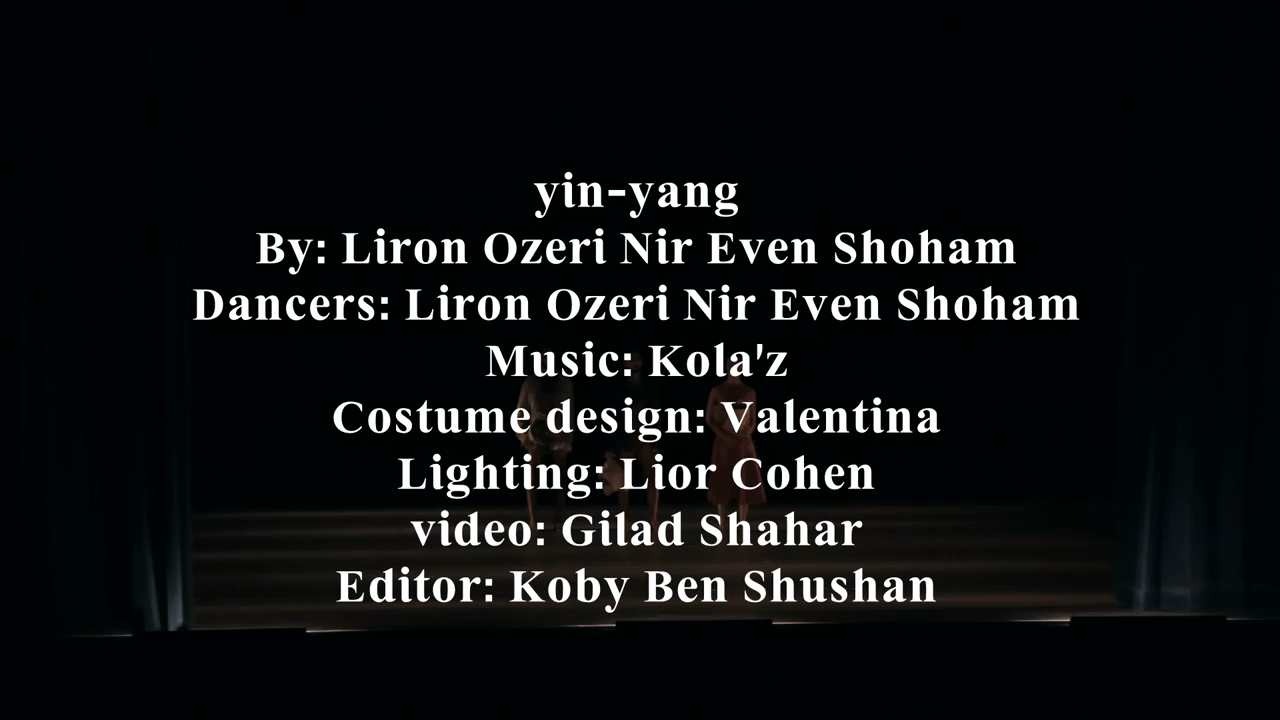 yin-yang
By: Liron Ozeri Nir Even Shoham
Dancers: Liron Ozeri Nir Even Shoham
Music: Kola'z
Costume design: Valentina
Lighting: Lior Cohen
video: Gilad Shahar
Editor: Koby Ben Shushan